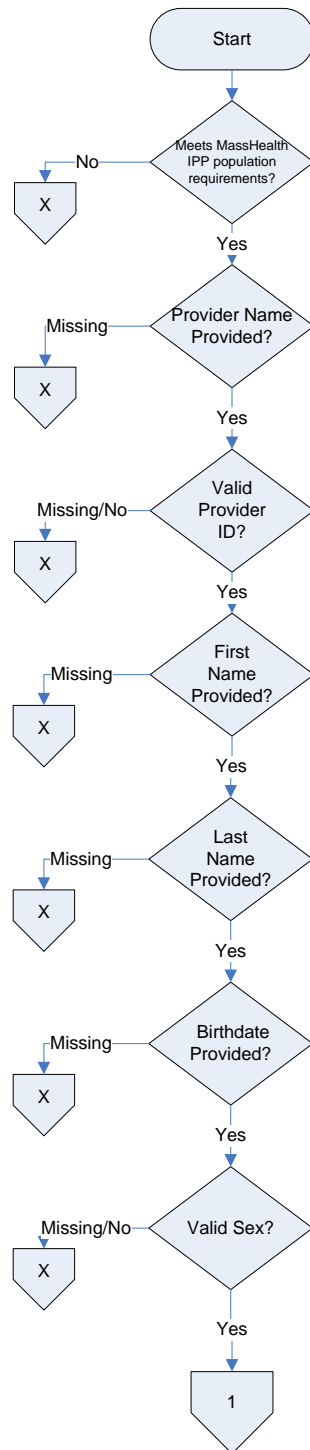 Start
Meets MassHealth
IPP population
requirements?
No
X
Yes
Provider Name
Provided?
Missing
X
Yes
Valid
Provider
ID?
Missing/No
X
Yes
First
Name
Provided?
Missing
X
Yes
Last
Name
Provided?
Missing
X
Yes
Birthdate
Provided?
Missing
X
Yes
Valid Sex?
Missing/No
X
Yes
1